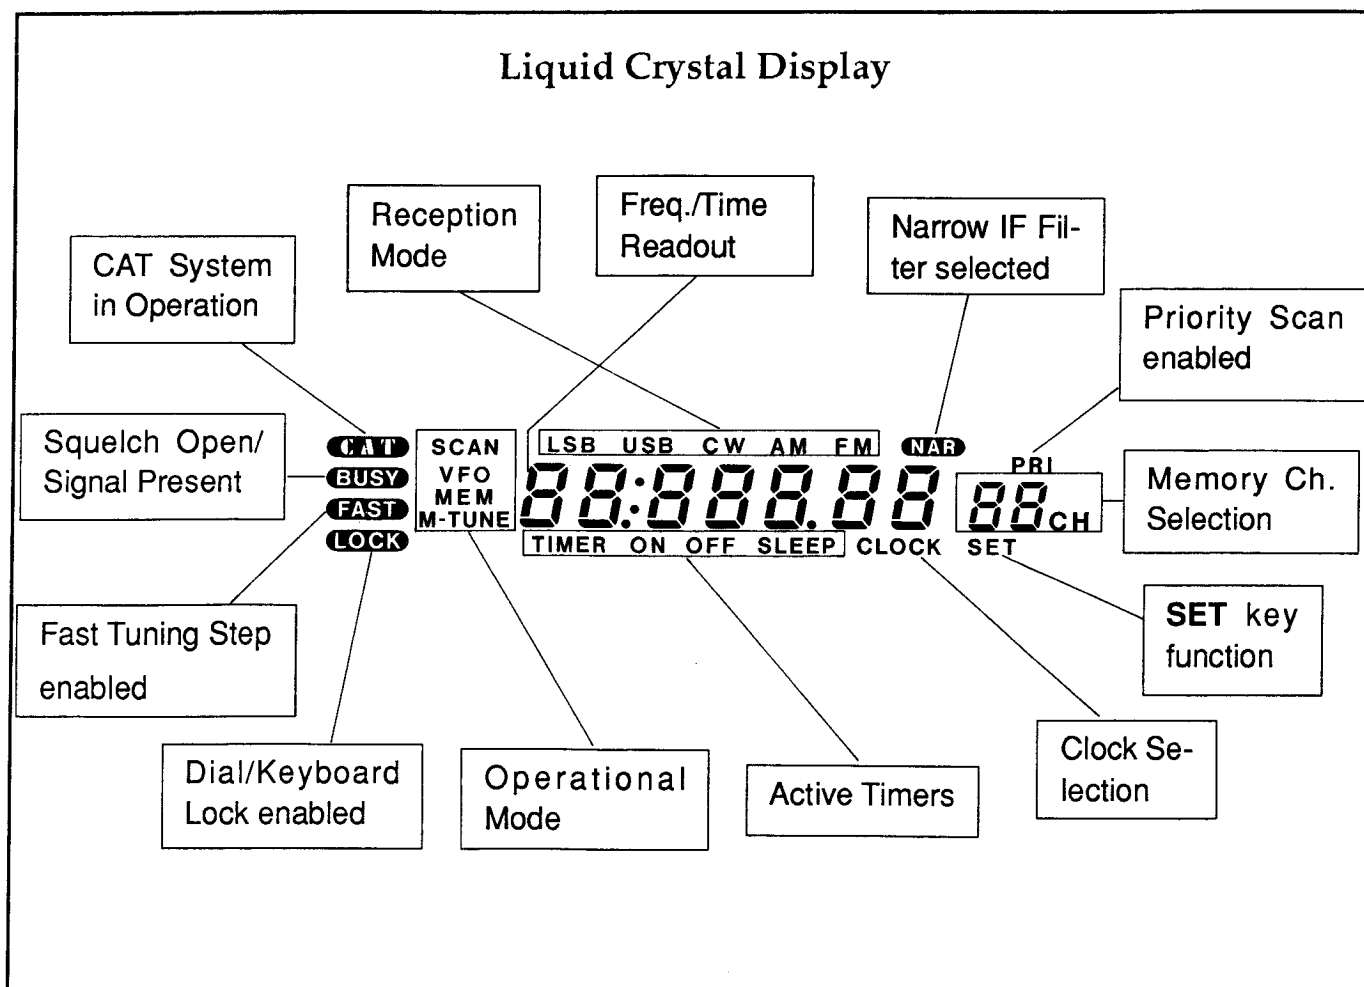 Liquid Crystal Display
Reception
Mode
Freq./Time
Readout
Narrow IF Fil-
ter selected
CAT System
in Operation
Priority Scan
enabled
Squelch Open/
Signal Present
CAT
BUSY
FAST
LOCK
SCAN
VFO
MEM
M-TUNE
LSB USB CW AM FM
NAR
PRI
88:888.88
88 CH
TIMER ON OFF SLEEP CLOCK SET
Memory Ch.
Selection
Fast Tuning Step
enabled
SET key
function
Dial/Keyboard
Lock enabled
Operational
Mode
Active Timers
Clock Se-
lection